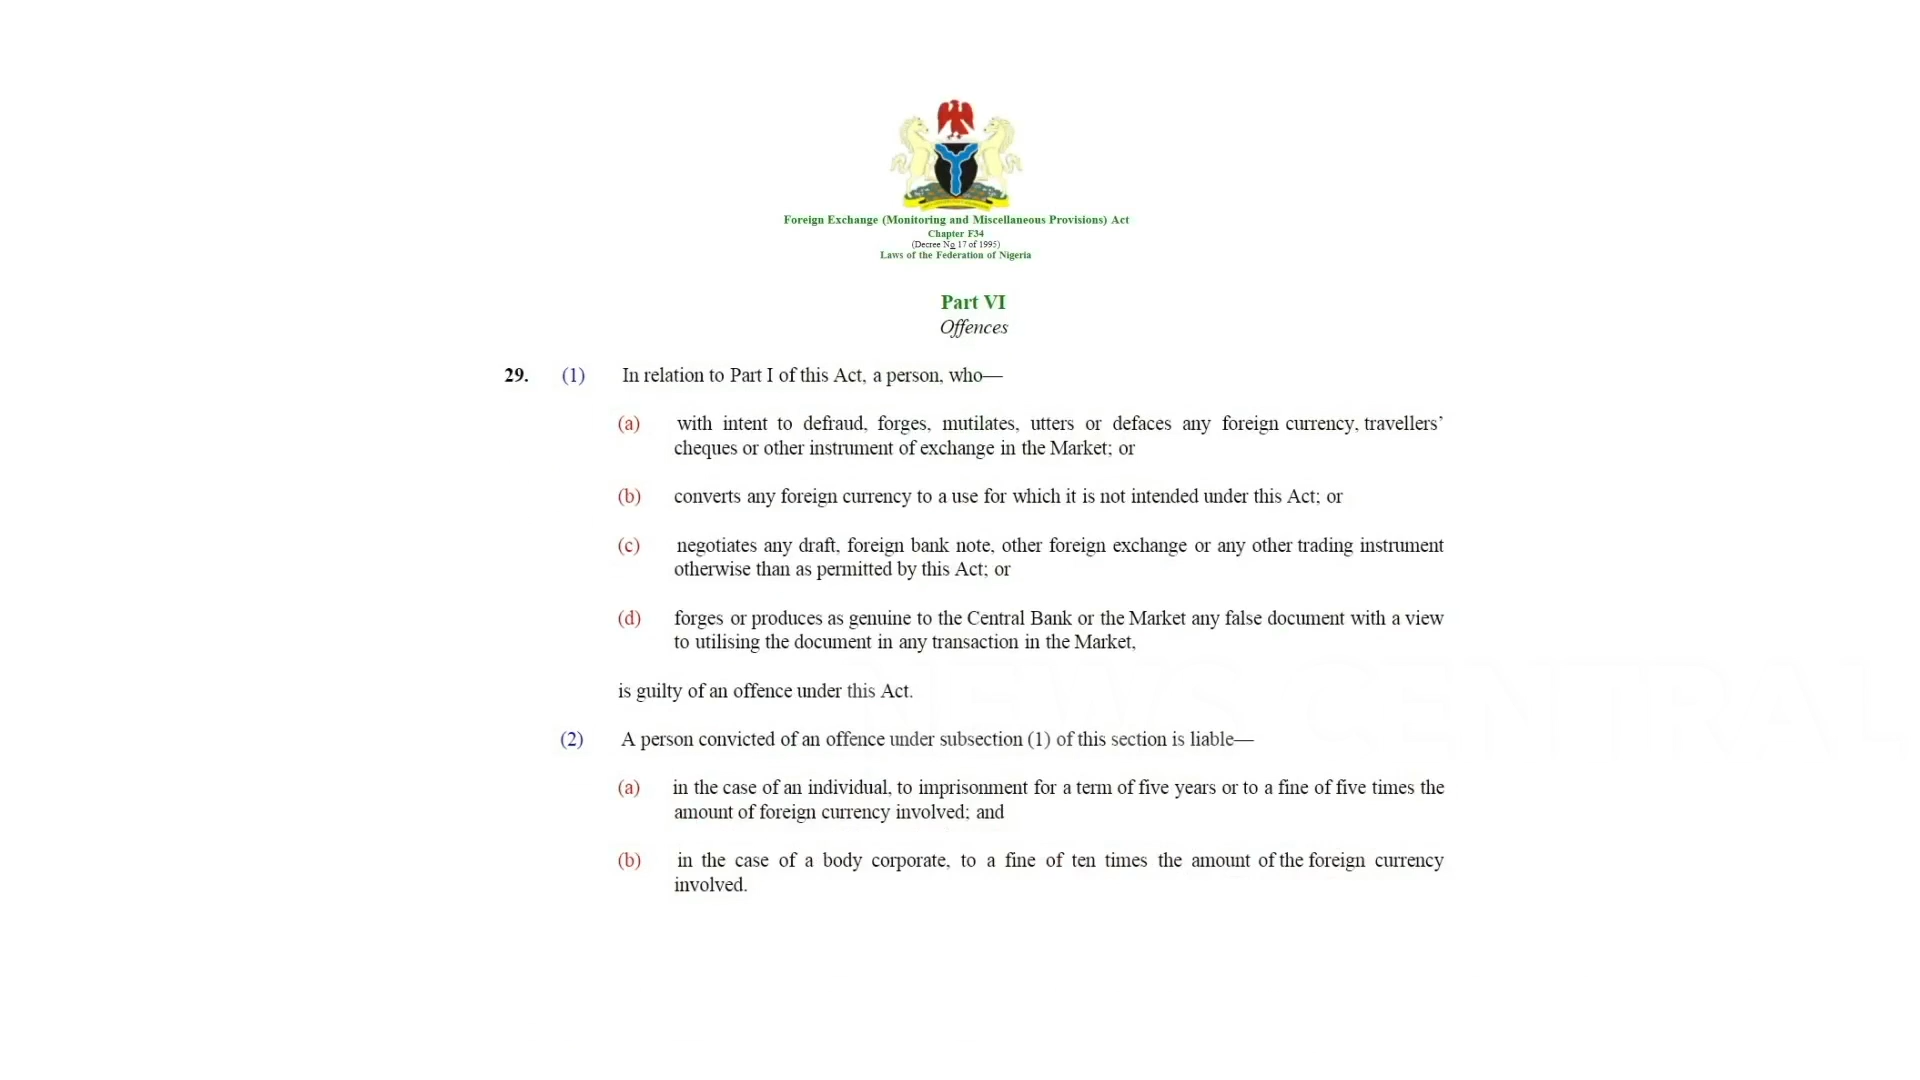 Foreign Exchange (Monitoring and Miscellaneous Provisions) Act
Chapter F34
(Decree No 17 of 1995)
Laws of the Federation of Nigeria
Part VI
Offences
29. (1) In relation to Part I of this Act, a person, who—
(a) with intent to defraud, forges, mutilates, utters or defaces any foreign currency, travellers’
cheques or other instrument of exchange in the Market; or
(b) converts any foreign currency to a use for which it is not intended under this Act; or
(c) negotiates any draft, foreign bank note, other foreign exchange or any other trading instrument
otherwise than as permitted by this Act; or
(d) forges or produces as genuine to the Central Bank or the Market any false document with a view
to utilising the document in any transaction in the Market,
is guilty of an offence under this Act.
NEWS CENTRAL
(2) A person convicted of an offence under subsection (1) of this section is liable—
(a) in the case of an individual, to imprisonment for a term of five years or to a fine of five times the
amount of foreign currency involved; and
(b) in the case of a body corporate, to a fine of ten times the amount of the foreign currency
involved.